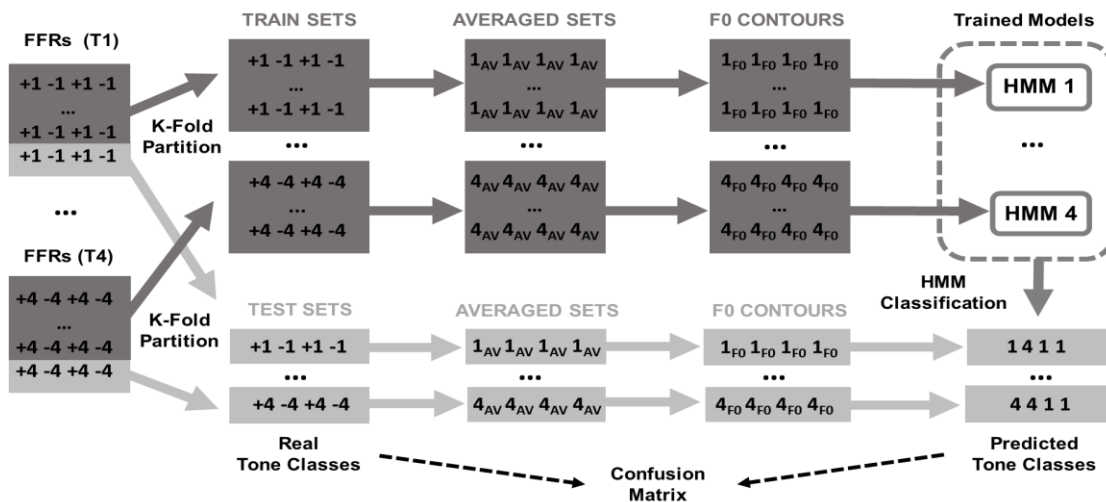 TRAIN SETS
AVERAGED SETS
F0 CONTOURS
Trained Models
FFRs (T1)
+1 -1 +1 -1
...
+1 -1 +1 -1
+1 -1 +1 -1
K-Fold
Partition
+1 -1 +1 -1
...
+1 -1 +1 -1
1AV 1AV 1AV 1AV
...
1AV 1AV 1AV 1AV
1F0 1F0 1F0 1F0
...
1F0 1F0 1F0 1F0
HMM 1
...
...
...
...
...
+4 -4 +4 -4
...
+4 -4 +4 -4
4AV 4AV 4AV 4AV
...
4AV 4AV 4AV 4AV
4F0 4F0 4F0 4F0
...
4F0 4F0 4F0 4F0
HMM 4
FFRs (T4)
+4 -4 +4 -4
...
+4 -4 +4 -4
+4 -4 +4 -4
K-Fold
Partition
HMM
Classification
TEST SETS
AVERAGED SETS
F0 CONTOURS
+1 -1 +1 -1
1AV 1AV 1AV 1AV
1F0 1F0 1F0 1F0
1 4 1 1
...
...
...
...
+4 -4 +4 -4
4AV 4AV 4AV 4AV
4F0 4F0 4F0 4F0
4 4 1 1
Real
Tone Classes
Confusion
Matrix
Predicted
Tone Classes